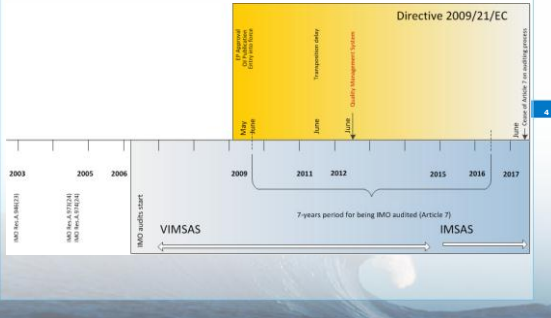 Directive 2009/21/EC
EP Approval
OJ Publication
Entry into force
Transposition delay
Quality Management System
Cease of Article 7 on auditing process
May
June
June
June
June
4
2003
2005
2006
2009
2011
2012
2015
2016
2017
IMO Res.A.946(23)
IMO Res.A.973(24)
IMO Res.A.974(24)
IMO audits start
7-years period for being IMO audited (Article 7)
VIMSAS
IMSAS